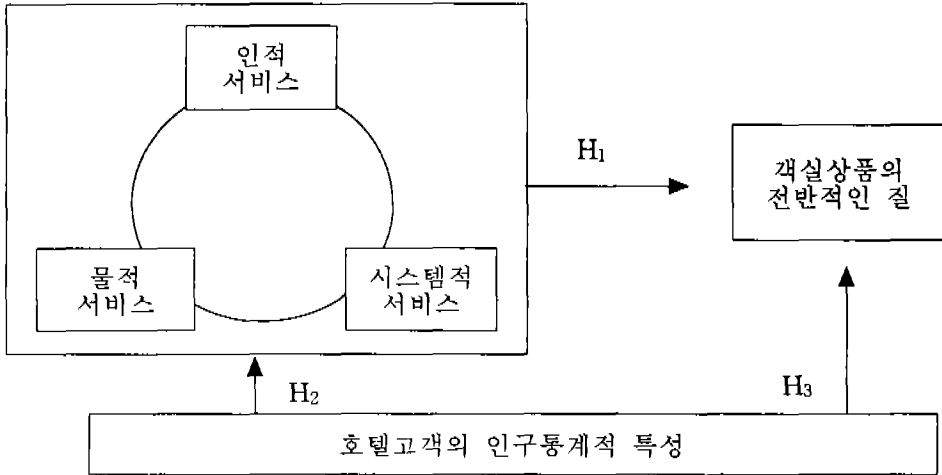 인적
서비스
H₁
객실상품의
전반적인 질
물적
서비스
시스템적
서비스
H₂
H₃
호텔고객의 인구통계적 특성